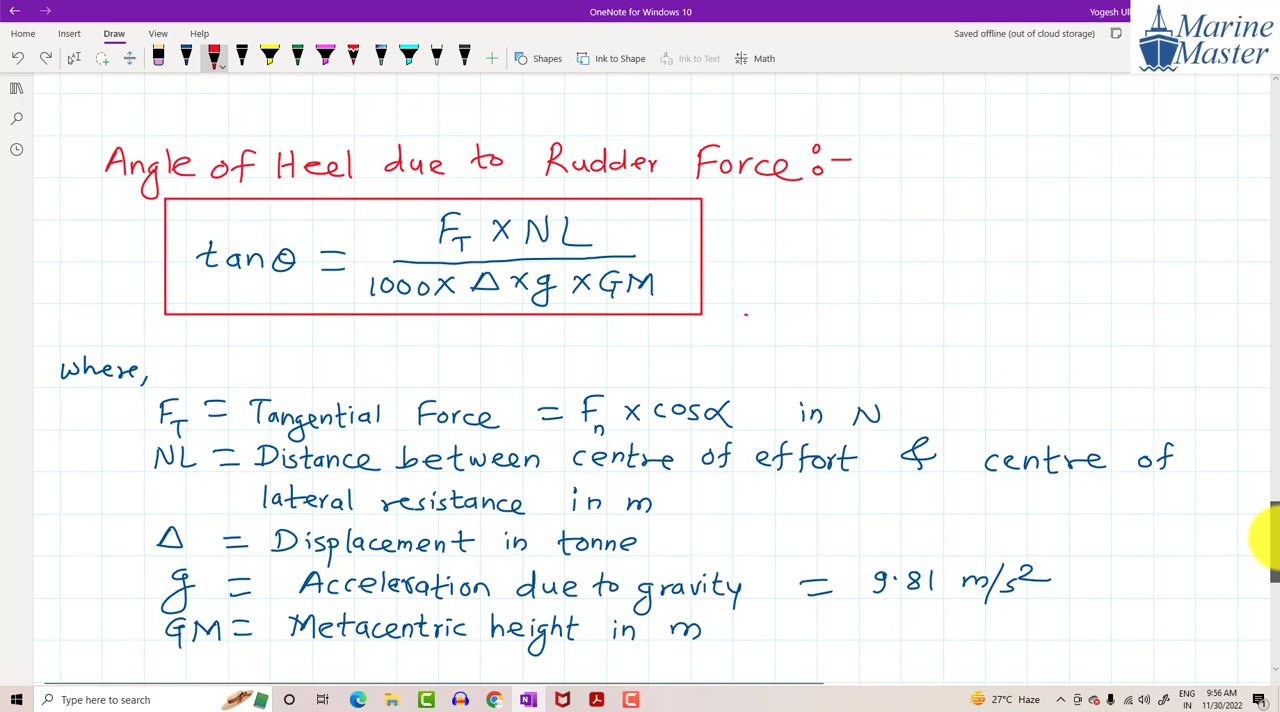 OneNote for Windows 10
Yogesh Ul
Marine
Master
Home Insert Draw View Help
Saved offline (out of cloud storage)
Shapes Ink to Shape Ink to Text Math
Angle of Heel due to Rudder Force :-
tanθ = F_T × NL / 1000 × Δ × g × GM
where,
F_T = Tangential Force = F_n × cosα in N
NL = Distance between centre of effort & centre of
lateral resistance in m
Δ = Displacement in tonne
g = Acceleration due to gravity = 9.81 m/s²
GM = Metacentric height in m
Type here to search
27°C Haze
ENG
IN
9:56 AM
11/30/2022